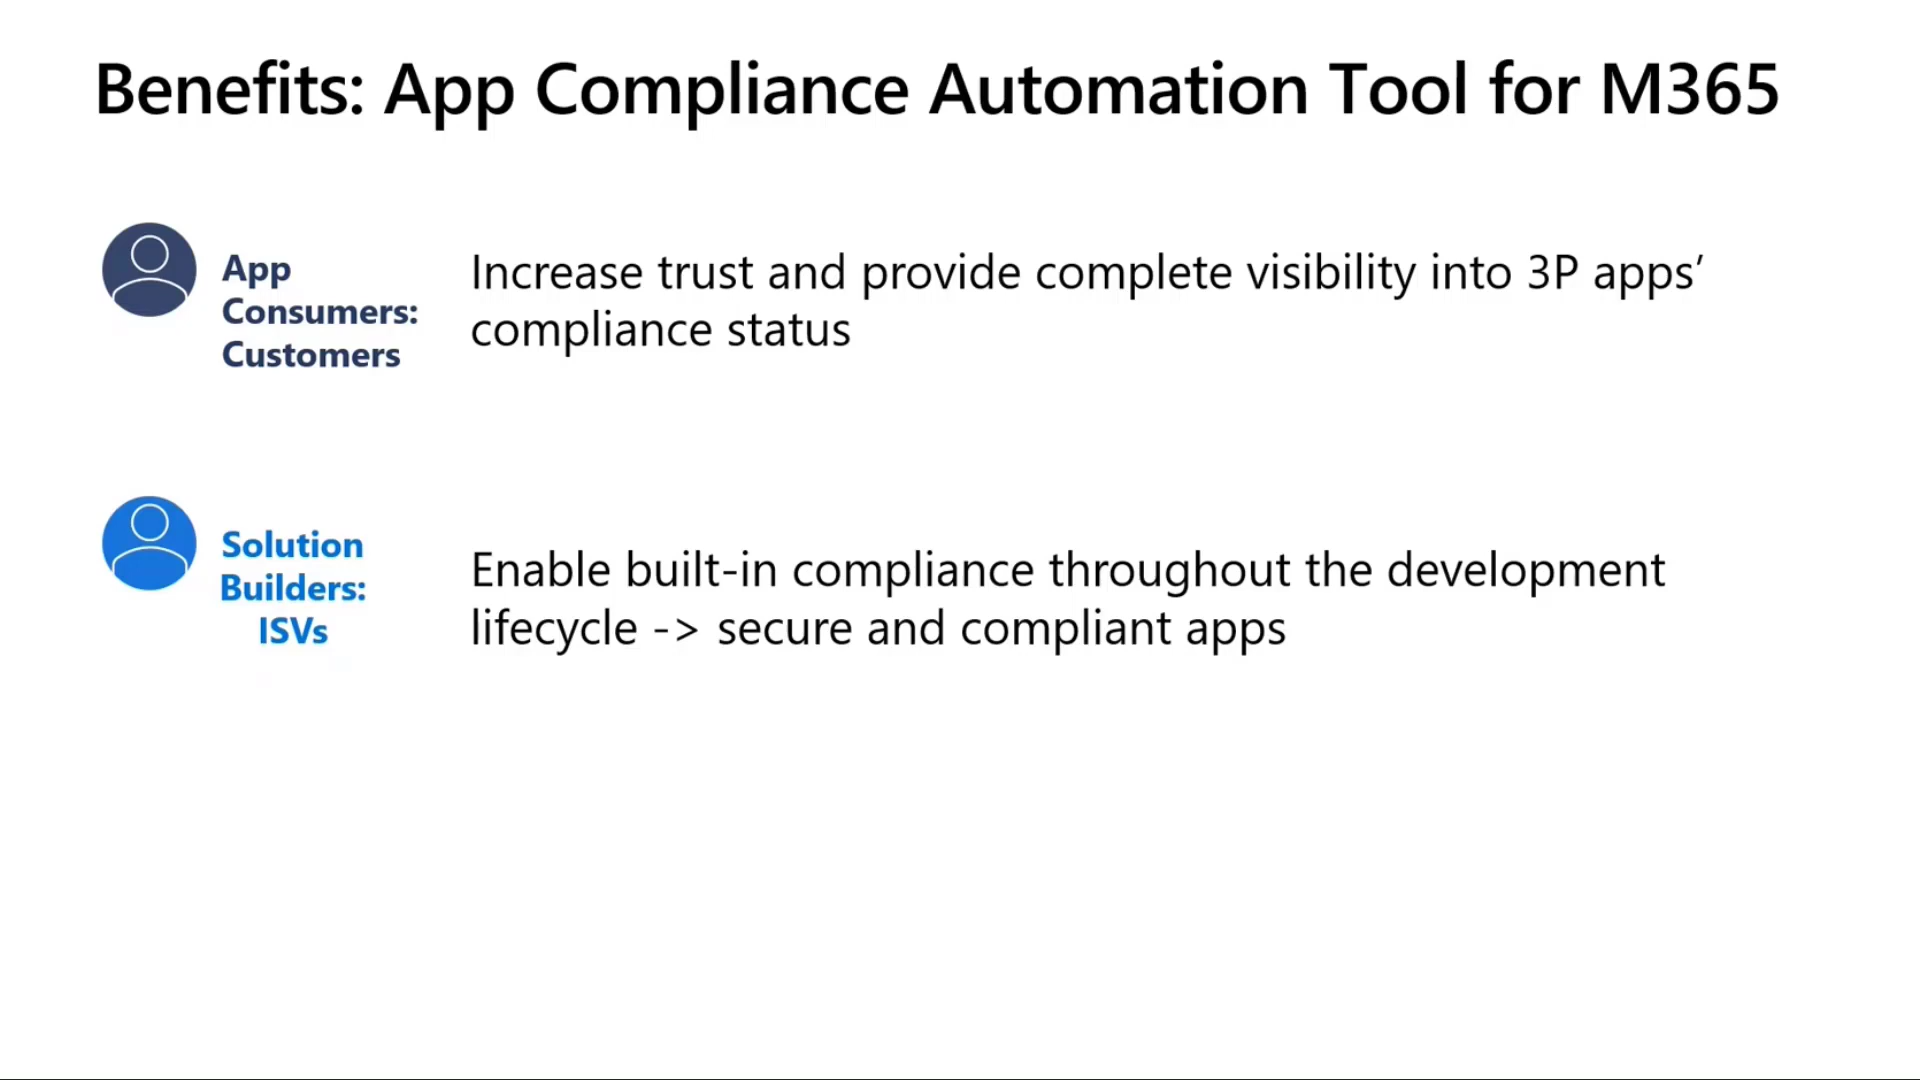 Benefits: App Compliance Automation Tool for M365
App
Consumers:
Customers
Increase trust and provide complete visibility into 3P apps’
compliance status
Solution
Builders:
ISVs
Enable built-in compliance throughout the development
lifecycle -> secure and compliant apps